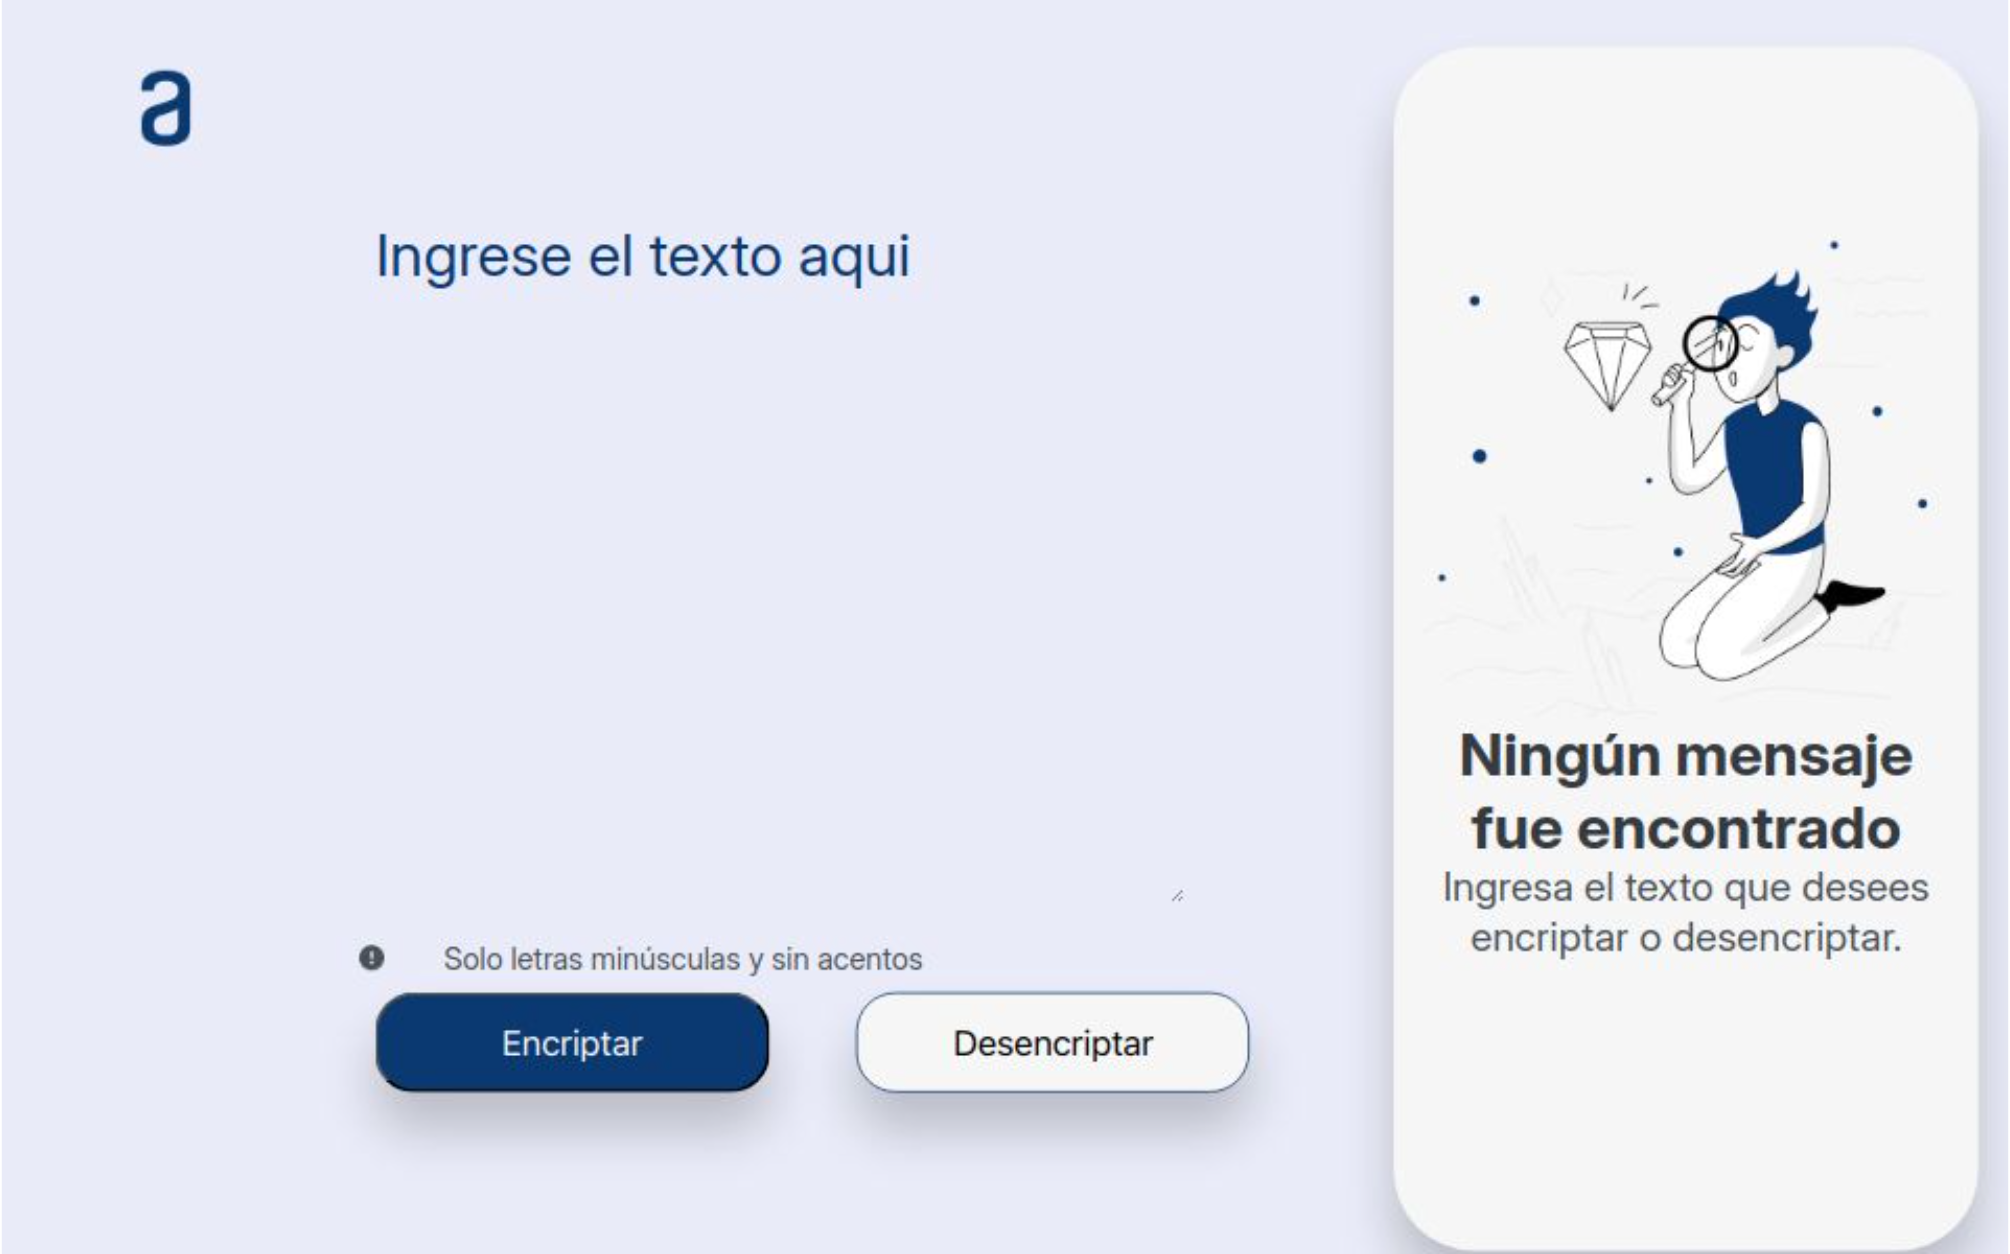 a
Ingrese el texto aqui
Solo letras minúsculas y sin acentos
Encriptar
Desencriptar
Ningún mensaje
fue encontrado
Ingresa el texto que desees
encriptar o desencriptar.